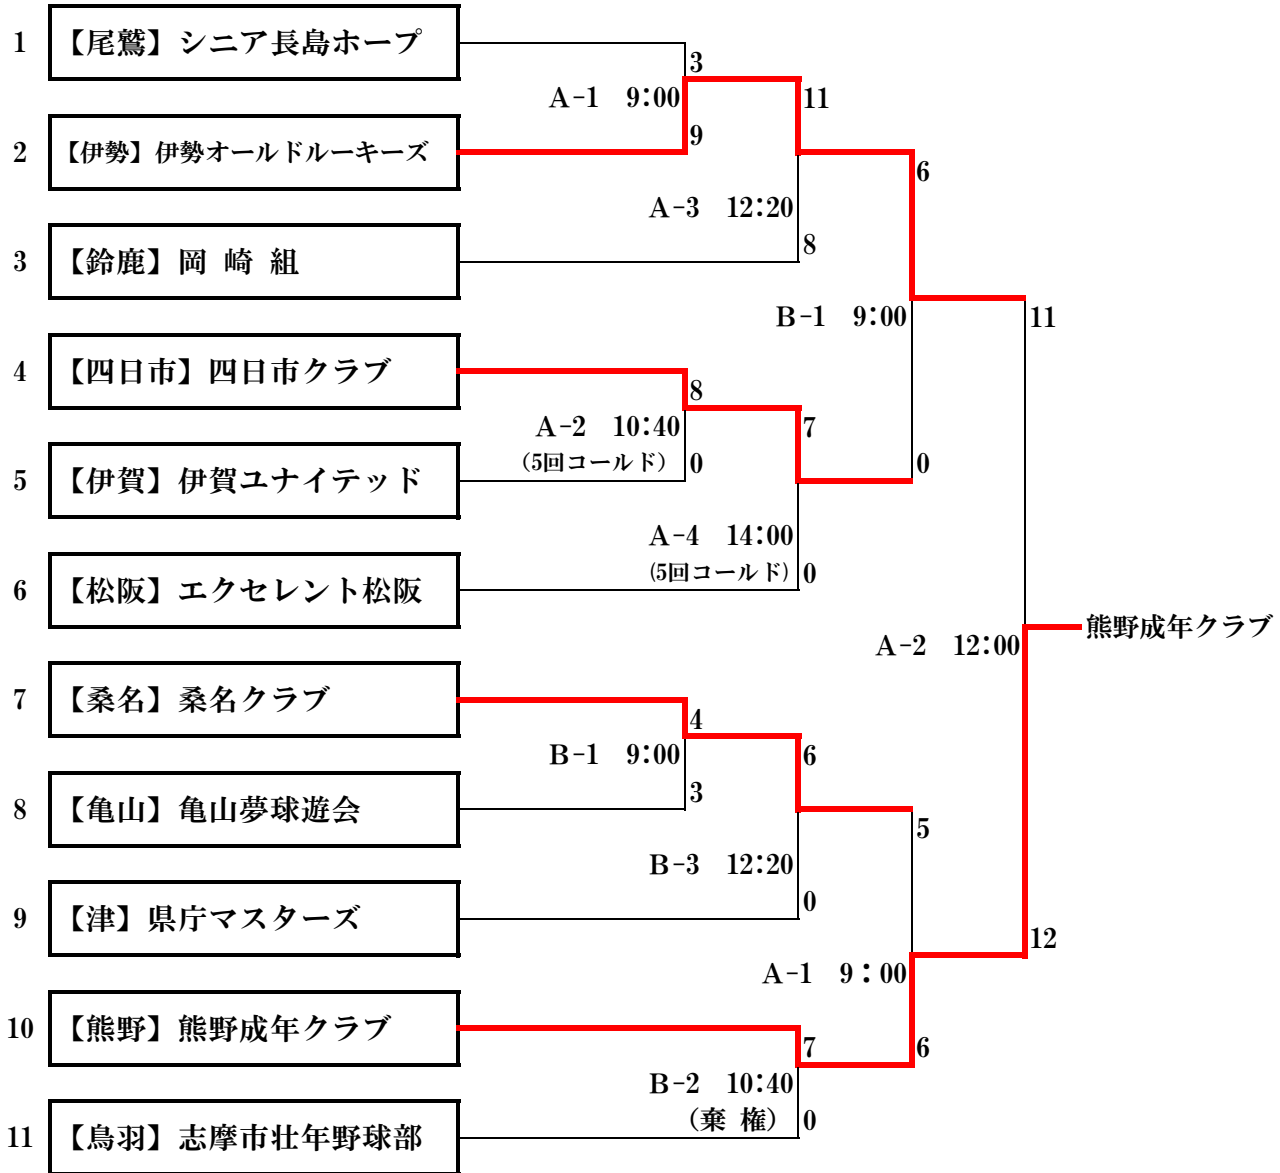 1 【尾鷲】シニア長島ホープ
3
A-1 9:00
11
9
2 【伊勢】伊勢オールドルーキーズ
6
A-3 12:20
8
3 【鈴鹿】岡 崎 組
B-1 9:00
11
4 【四日市】四日市クラブ
8
A-2 10:40
7
(5回コールド)
0
0
5 【伊賀】伊賀ユナイテッド
A-4 14:00
(5回コールド)
0
6 【松阪】エクセレント松阪
熊野成年クラブ
A-2 12:00
7 【桑名】桑名クラブ
4
B-1 9:00
6
3
8 【亀山】亀山夢球遊会
5
B-3 12:20
0
9 【津】県庁マスターズ
12
A-1 9:00
10 【熊野】熊野成年クラブ
7
6
B-2 10:40
(棄 権)
0
11 【鳥羽】志摩市壮年野球部